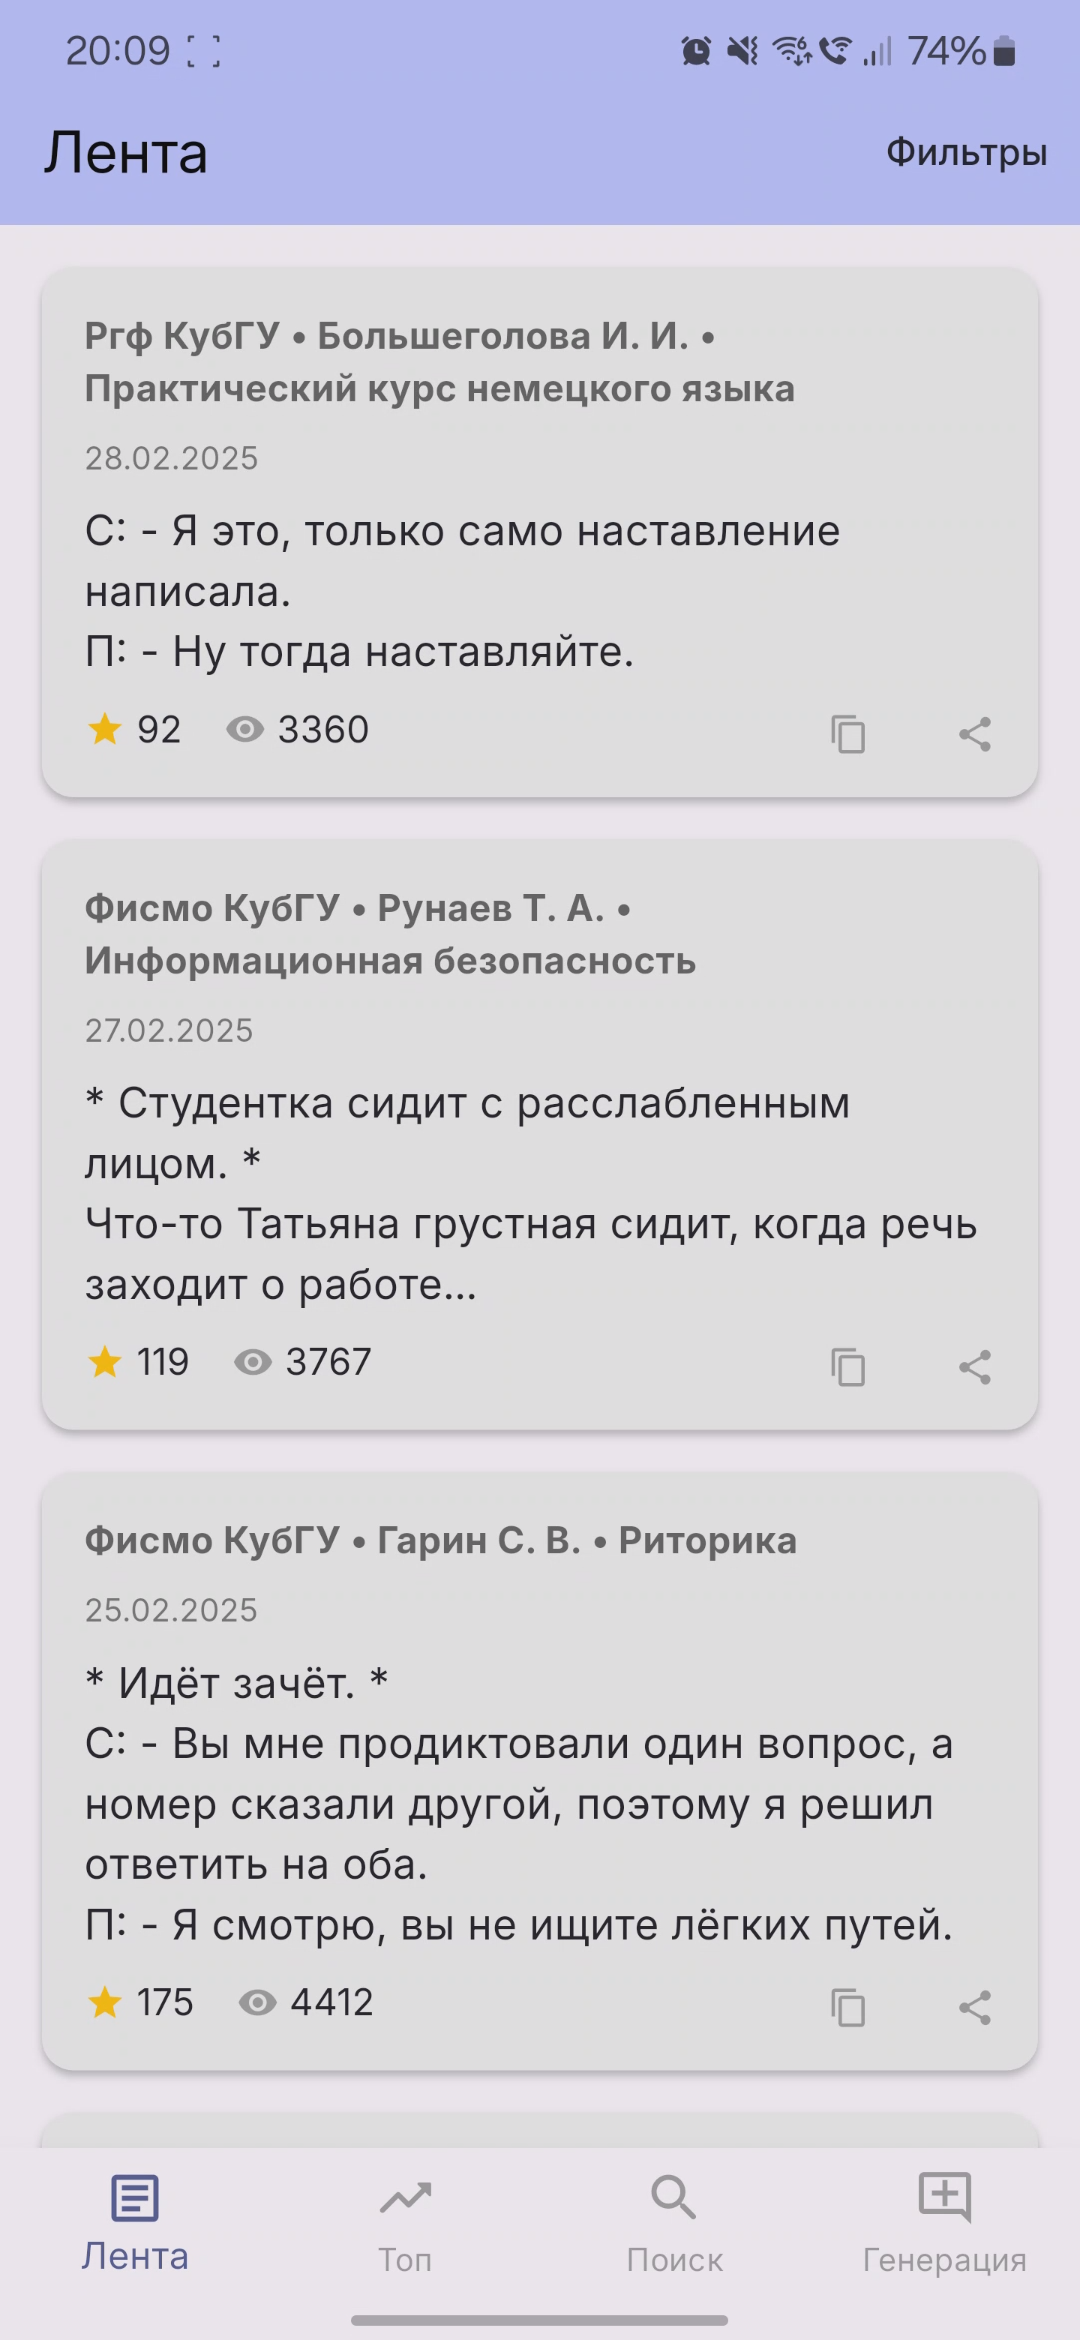 20:09 74%
Лента Фильтры
Ргф КубГУ • Большеголова И. И. •
Практический курс немецкого языка
28.02.2025
С: - Я это, только само наставление
написала.
П: - Ну тогда наставляйте.
92 3360
Фисмо КубГУ • Рунаев Т. А. •
Информационная безопасность
27.02.2025
* Студентка сидит с расслабленным
лицом. *
Что-то Татьяна грустная сидит, когда речь
заходит о работе...
119 3767
Фисмо КубГУ • Гарин С. В. • Риторика
25.02.2025
* Идёт зачёт. *
С: - Вы мне продиктовали один вопрос, а
номер сказали другой, поэтому я решил
ответить на оба.
П: - Я смотрю, вы не ищите лёгких путей.
175 4412
Лента Топ Поиск Генерация